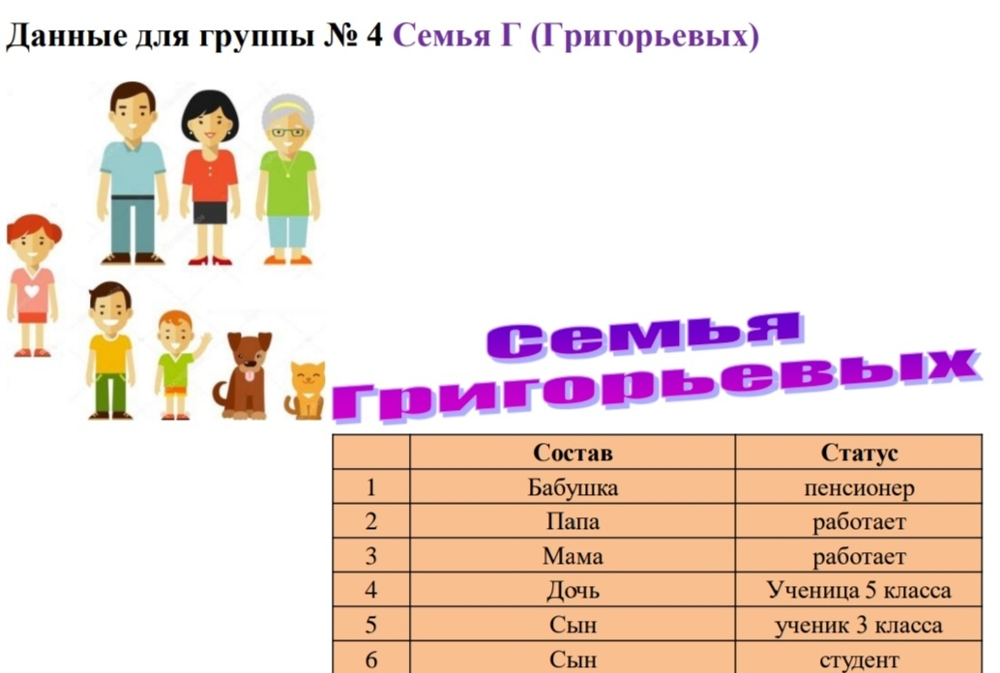 Данные для группы № 4 Семья Г (Григорьевых)
Семья
Григорьевых
Состав Статус
1 Бабушка пенсионер
2 Папа работает
3 Мама работает
4 Дочь Ученица 5 класса
5 Сын ученик 3 класса
6 Сын студент